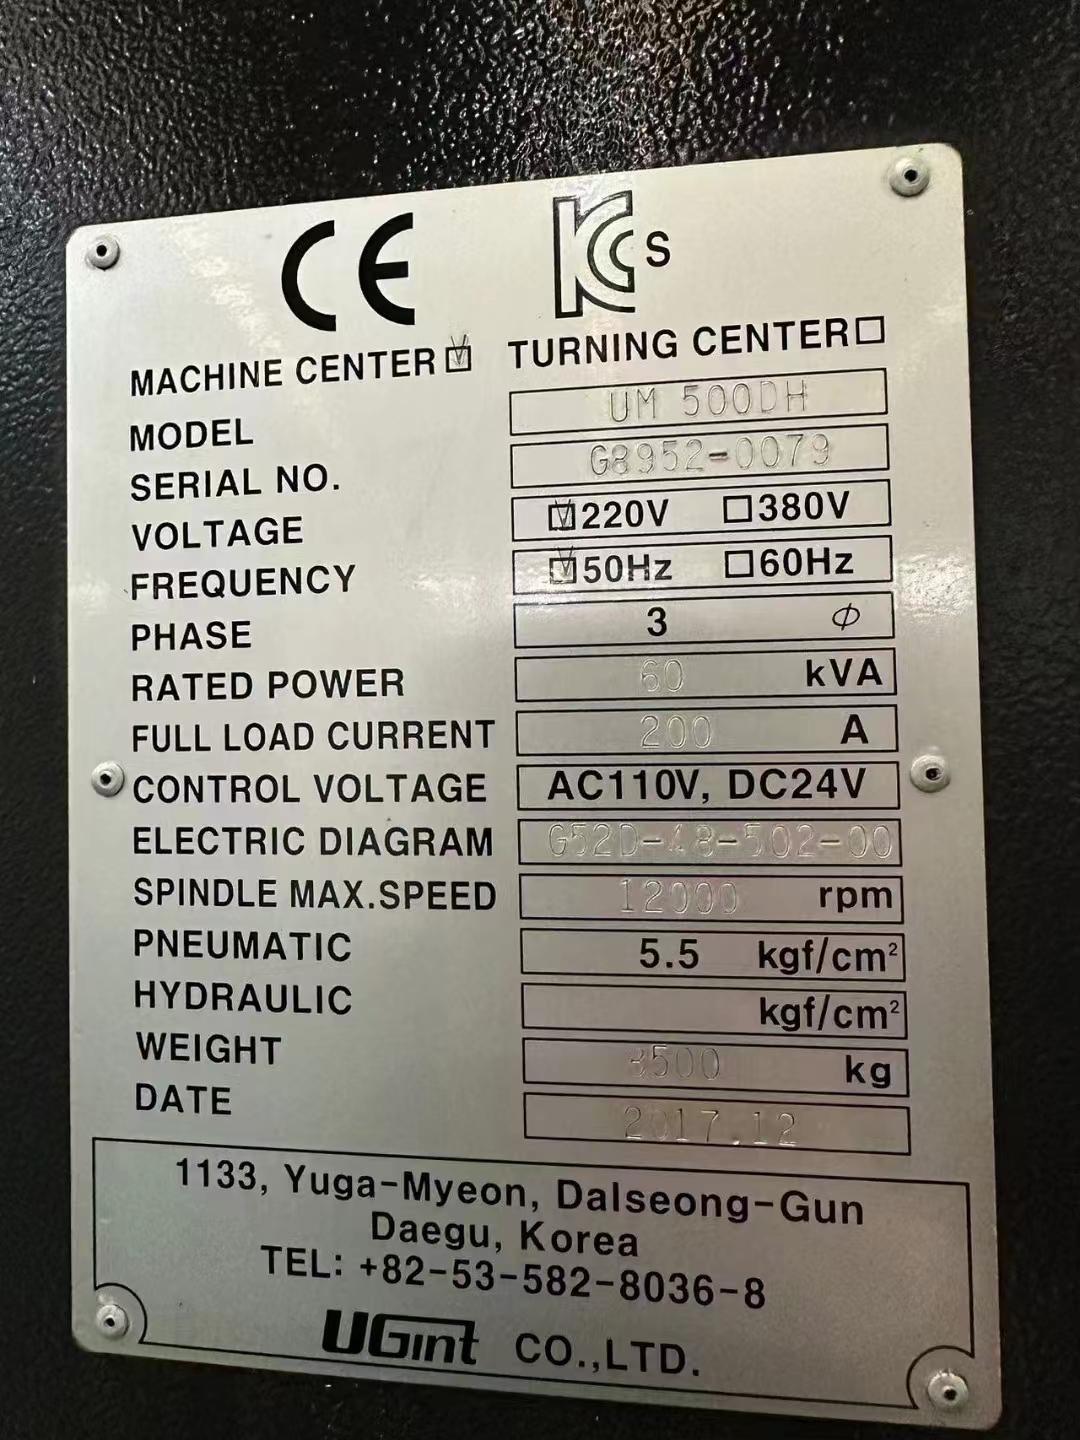 CE KCs
MACHINE CENTER ☑ TURNING CENTER ☐
MODEL UM 500DH
SERIAL NO. G8952-0079
VOLTAGE ☑220V ☐380V
FREQUENCY ☑50Hz ☐60Hz
PHASE 3 Φ
RATED POWER 60 kVA
FULL LOAD CURRENT 200 A
CONTROL VOLTAGE AC110V, DC24V
ELECTRIC DIAGRAM G52D-48-502-00
SPINDLE MAX.SPEED 12000 rpm
PNEUMATIC 5.5 kgf/cm²
HYDRAULIC kgf/cm²
WEIGHT kg
DATE 2017.12
1133, Yuga-Myeon, Dalseong-Gun
Daegu, Korea
TEL: +82-53-582-8036-8
UGint CO.,LTD.